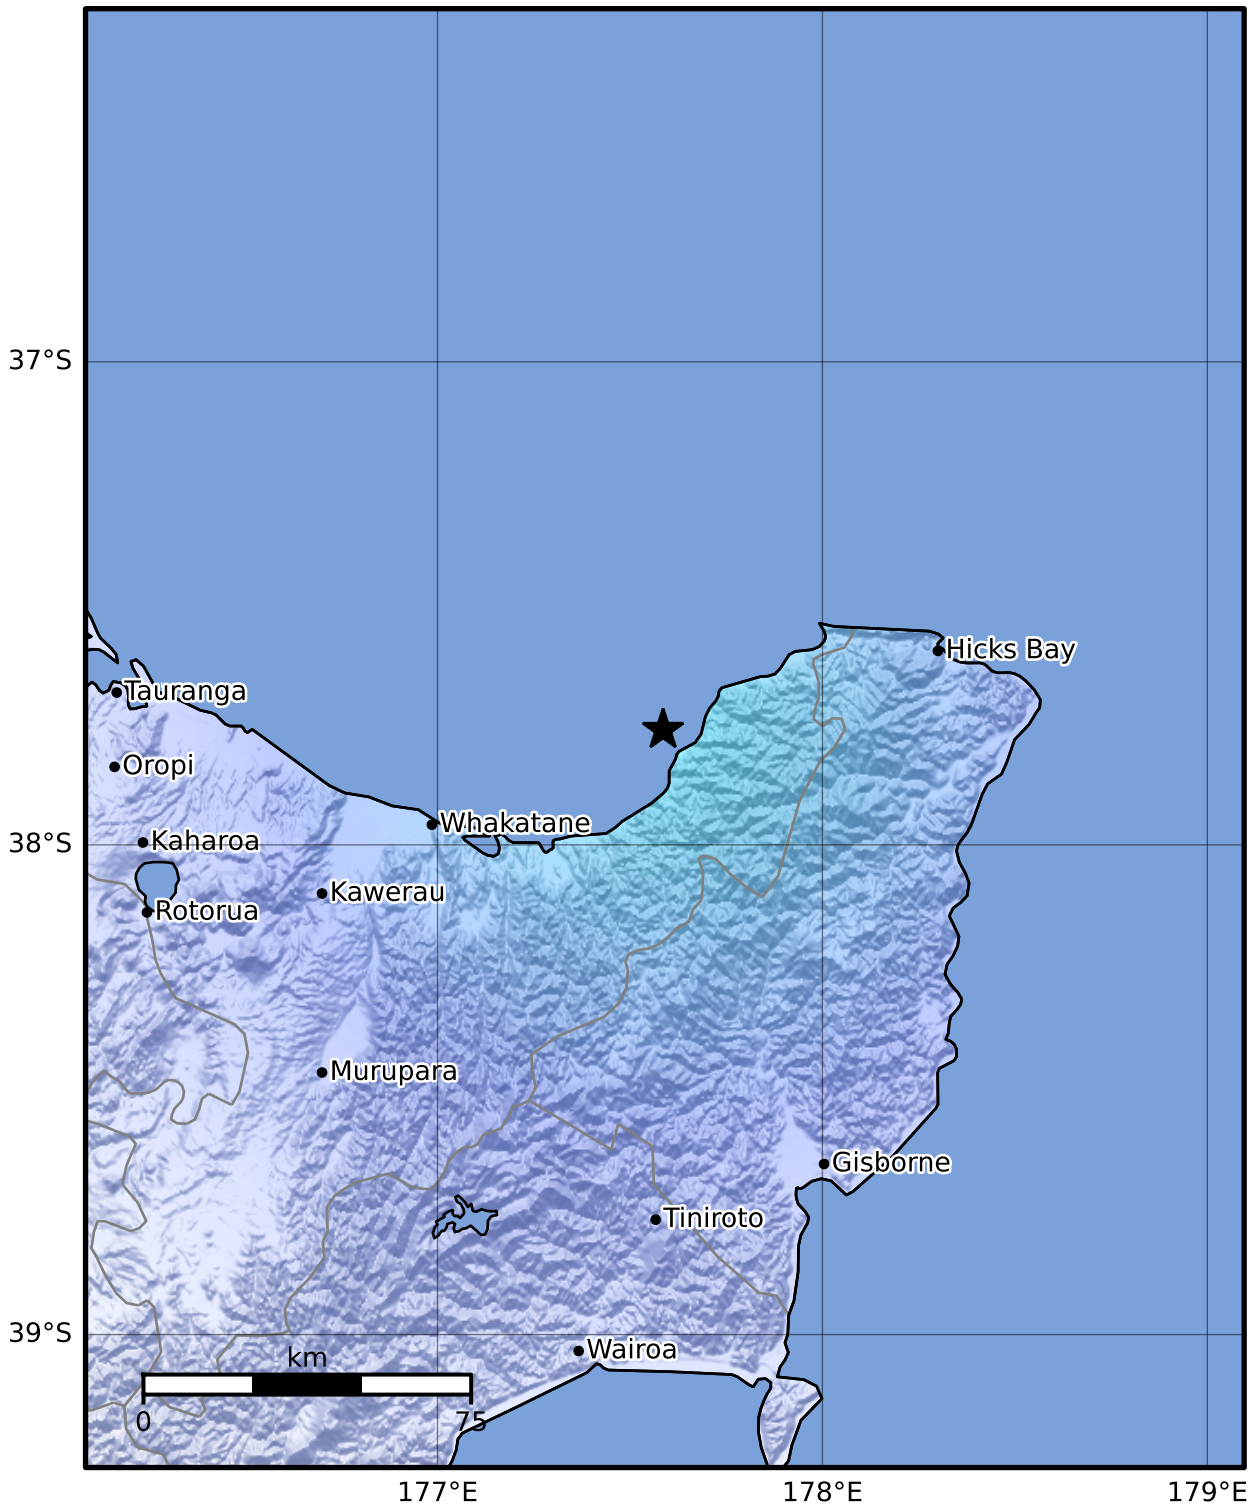 37°S
Hicks Bay
Tauranga
Oropi
Whakatane
Kaharoa
38°S
Kawerau
Rotorua
Murupara
Gisborne
Tiniroto
39°S
Wairoa
km
0
75
177°E
178°E
179°E